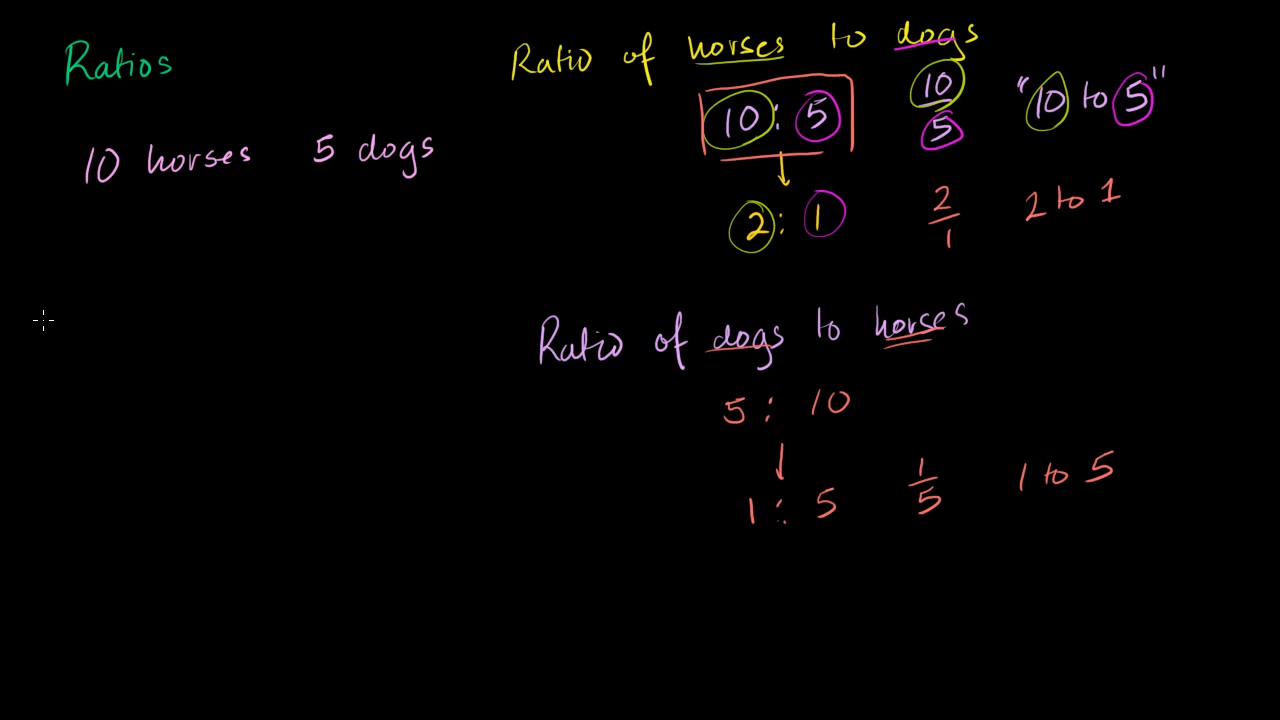 Ratios
10 horses 5 dogs
Ratio of horses to dogs
10 : 5 10/5 "10 to 5"
2 : 1 2/1 2 to 1
Ratio of dogs to horses
5 : 10
1 : 5 1/5 1 to 5